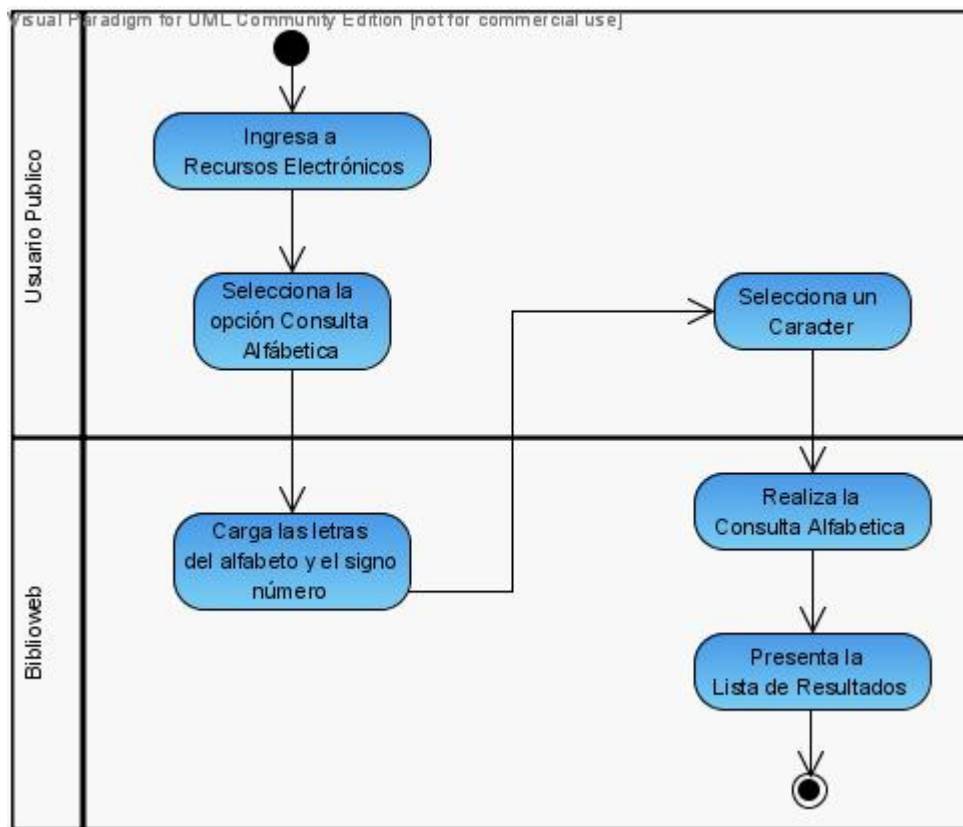 Visual Paradigm for UML Community Edition [not for commercial use]
Usuario Publico
Ingresa a
Recursos Electrónicos
Selecciona la
opción Consulta
Alfábetica
Selecciona un
Caracter
Biblioweb
Carga las letras
del alfabeto y el signo
número
Realiza la
Consulta Alfabetica
Presenta la
Lista de Resultados